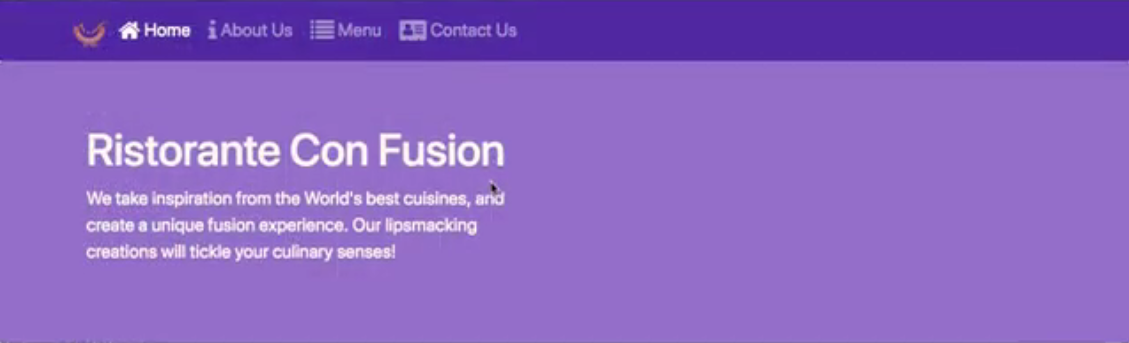 Home About Us Menu Contact Us
Ristorante Con Fusion
We take inspiration from the World's best cuisines, and
create a unique fusion experience. Our lipsmacking
creations will tickle your culinary senses!